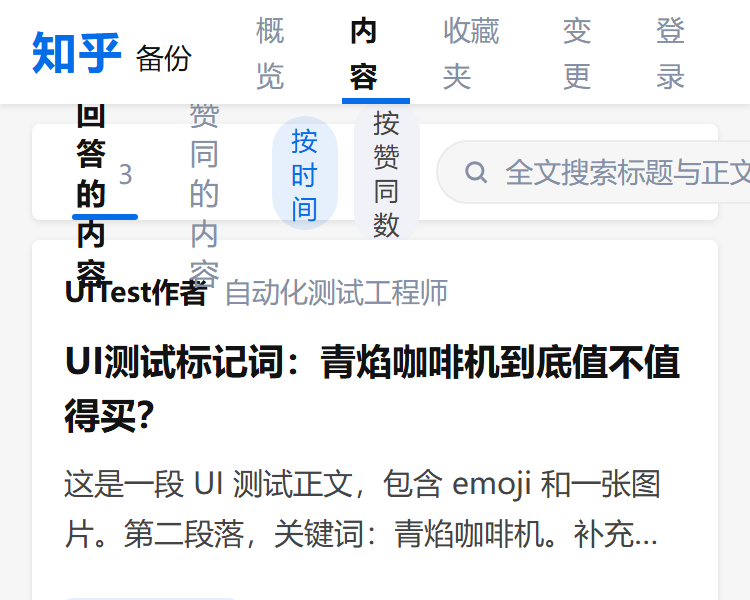 知乎 备份
概览
内容
收藏夹
变更
登录
回答的内容 3
赞同的内容
按时间
按赞同数
全文搜索标题与正文
UITest作者 自动化测试工程师
UI测试标记词：青焰咖啡机到底值不值
得买？
这是一段 UI 测试正文，包含 emoji 和一张图
片。第二段落，关键词：青焰咖啡机。补充...